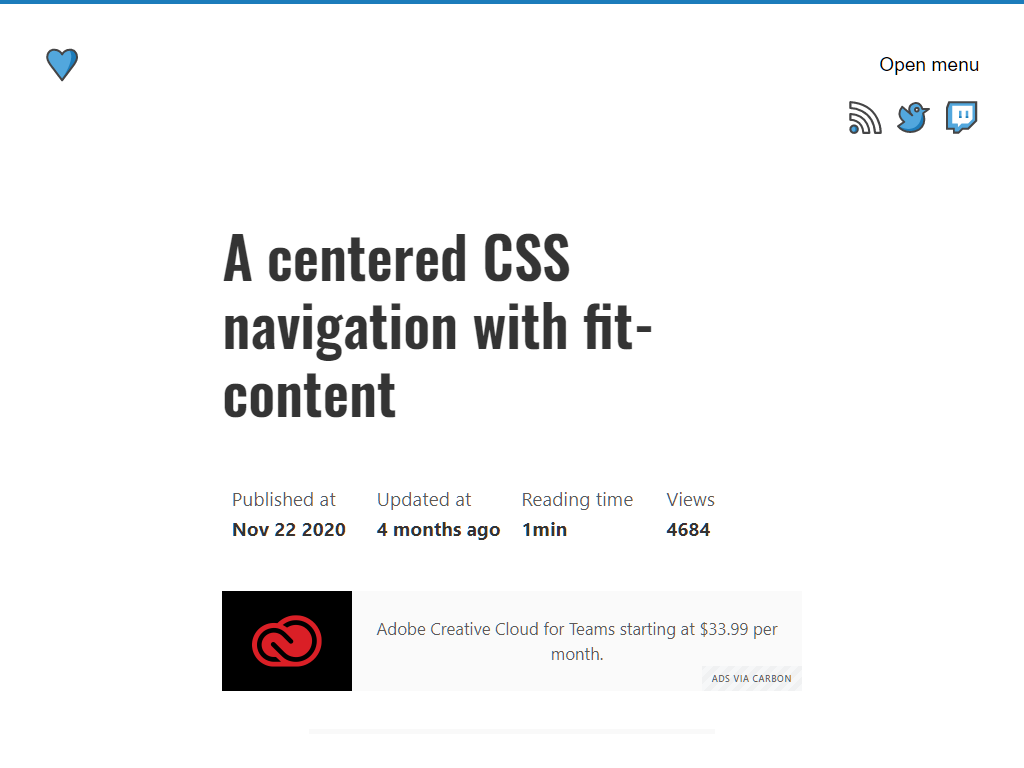 Open menu
A centered CSS
navigation with fit-
content
Published at
Nov 22 2020
Updated at
4 months ago
Reading time
1min
Views
4684
Adobe Creative Cloud for Teams starting at $33.99 per
month.
ADS VIA CARBON